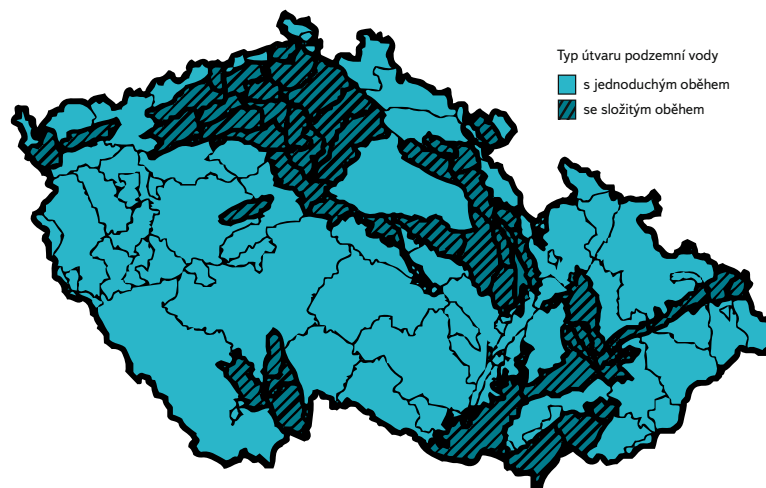 Typ útvaru podzemní vody
s jednoduchým oběhem
se složitým oběhem